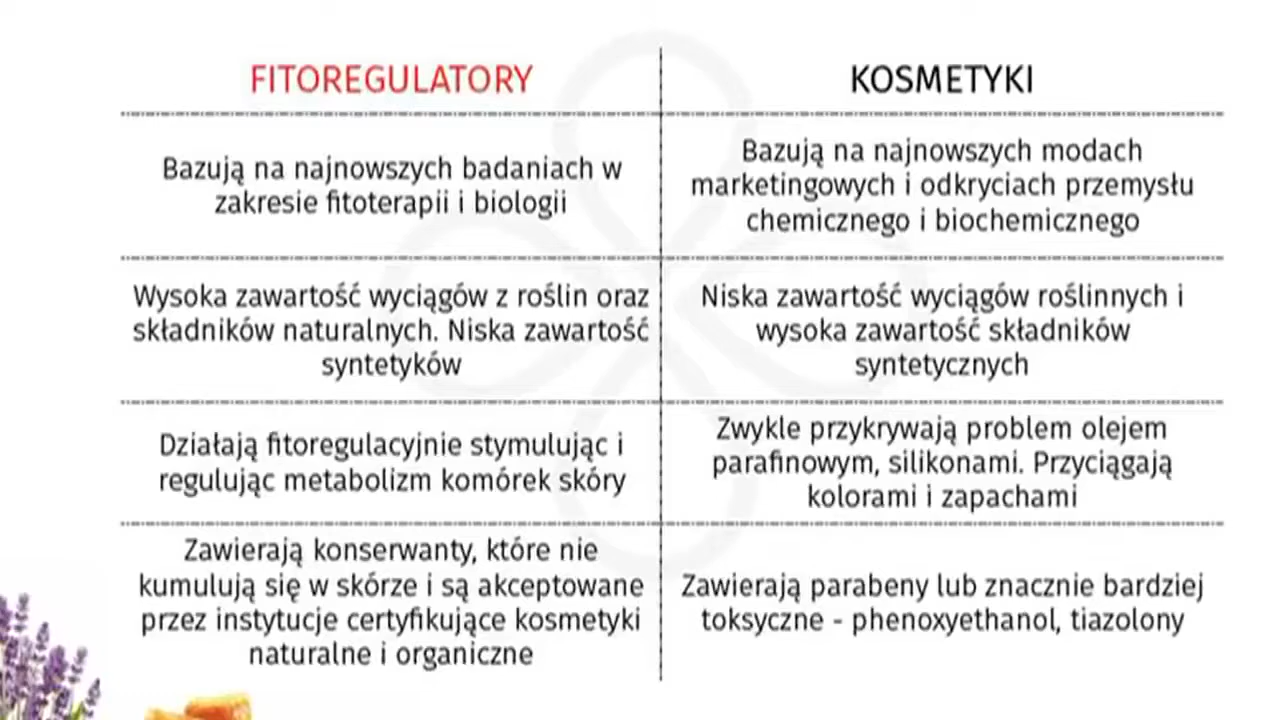 FITOREGULATORY
KOSMETYKI
Bazują na najnowszych badaniach w
zakresie fitoterapii i biologii
Bazują na najnowszych modach
marketingowych i odkryciach przemysłu
chemicznego i biochemicznego
Wysoka zawartość wyciągów z roślin oraz
składników naturalnych. Niska zawartość
syntetyków
Niska zawartość wyciągów roślinnych i
wysoka zawartość składników
syntetycznych
Działają fitoregulacyjnie stymulując i
regulując metabolizm komórek skóry
Zwykle przykrywają problem olejem
parafinowym, silikonami. Przyciągają
kolorami i zapachami
Zawierają konserwanty, które nie
kumulują się w skórze i są akceptowane
przez instytucje certyfikujące kosmetyki
naturalne i organiczne
Zawierają parabeny lub znacznie bardziej
toksyczne - phenoxyethanol, tiazolony